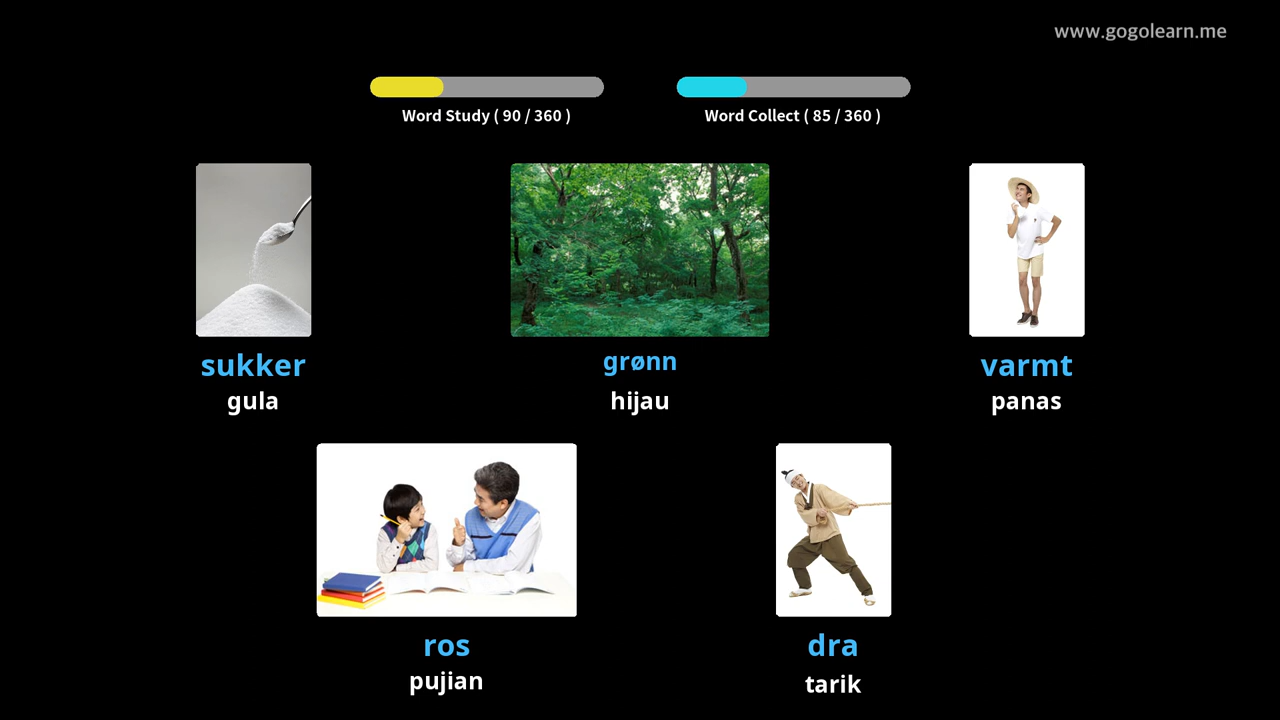 www.gogolearn.me
Word Study ( 90 / 360 )
Word Collect ( 85 / 360 )
sukker
gula
grønn
hijau
varmt
panas
ros
pujian
dra
tarik